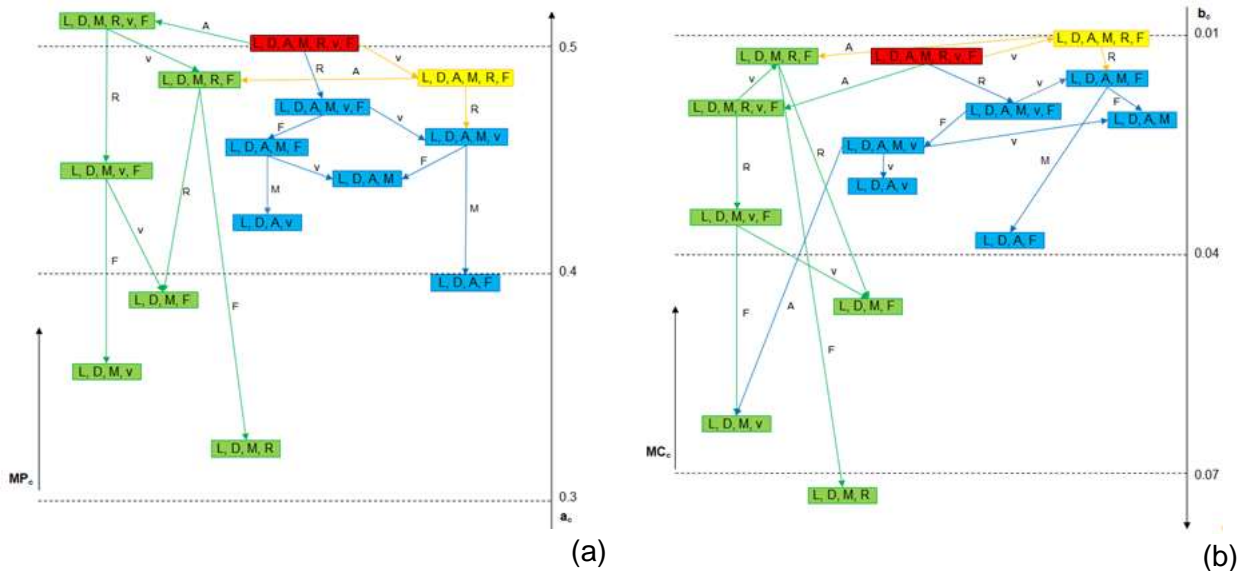 L, D, M, R, v, F
A
L, D, A, M, R, v, F
0.5
v
R
v
L, D, M, R, F
A
L, D, A, M, R, F
R
L, D, A, M, v, F
R
F
v
L, D, A, M, v
L, D, A, M, F
F
L, D, M, v, F
v
L, D, A, M
R
M
L, D, A, v
M
v
F
0.4
L, D, A, F
L, D, M, F
F
L, D, M, v
L, D, M, R
MPc
0.3
ac
(a)
bc
0.01
L, D, A, M, R, F
A
L, D, M, R, F
L, D, A, M, R, v, F
v
R
v
A
R
v
L, D, A, M, F
L, D, M, R, v, F
L, D, A, M, v, F
F
L, D, A, M
F
L, D, A, M, v
v
R
R
v
M
L, D, A, v
L, D, M, v, F
L, D, A, F
0.04
v
L, D, M, F
A
F
F
L, D, M, v
MCc
0.07
L, D, M, R
(b)